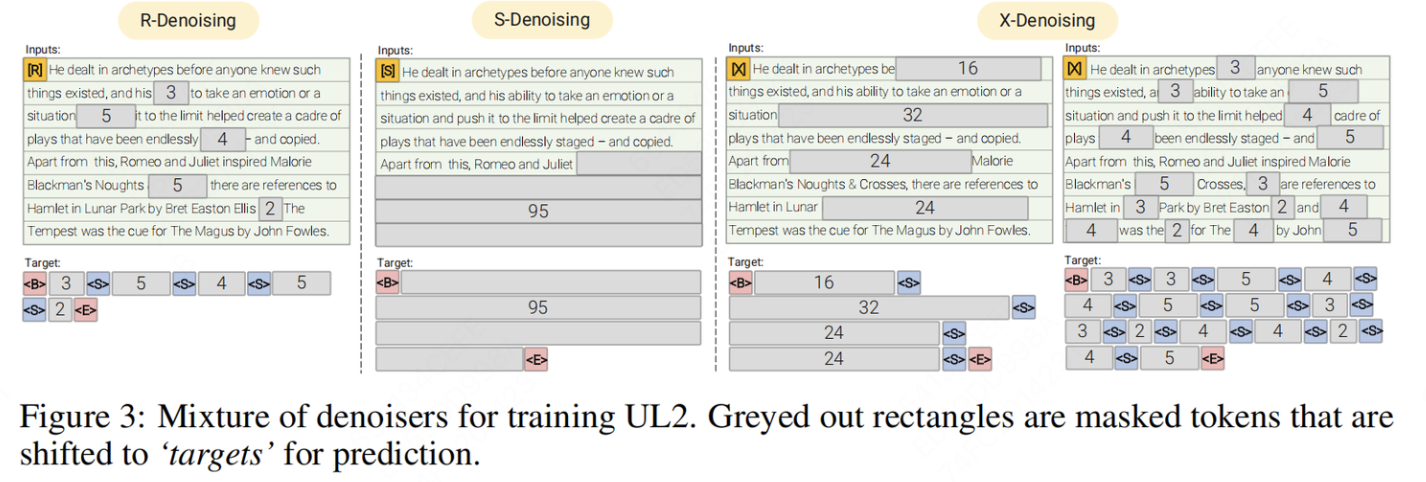 R-Denoising
Inputs:
[R] He dealt in archetypes before anyone knew such
things existed, and his 3 to take an emotion or a
situation 5 it to the limit helped create a cadre of
plays that have been endlessly 4 – and copied.
Apart from this, Romeo and Juliet inspired Malorie
Blackman's Noughts 5 there are references to
Hamlet in Lunar Park by Bret Easton Ellis 2 The
Tempest was the cue for The Magus by John Fowles.
Target:
<B> 3 <S> 5 <S> 4 <S> 5
<S> 2 <E>
S-Denoising
Inputs:
[S] He dealt in archetypes before anyone knew such
things existed, and his ability to take an emotion or a
situation and push it to the limit helped create a cadre of
plays that have been endlessly staged – and copied.
Apart from this, Romeo and Juliet
95
Target:
<B>
95
<E>
X-Denoising
Inputs:
[X] He dealt in archetypes be 16
things existed, and his ability to take an emotion or a
situation 32
plays that have been endlessly staged – and copied.
Apart from 24 Malorie
Blackman's Noughts & Crosses, there are references to
Hamlet in Lunar 24
Tempest was the cue for The Magus by John Fowles.
Target:
<B> 16 <S>
32 <S>
24 <S>
24 <S> <E>
Inputs:
[X] He dealt in archetypes 3 anyone knew such
things existed, a 3 ability to take an 5
situation and push it to the limit helped 4 cadre of
plays 4 been endlessly staged – and 5
Apart from this, Romeo and Juliet inspired Malorie
Blackman's 5 Crosses, 3 are references to
Hamlet in 3 Park by Bret Easton 2 and 4
4 was the 2 for The 4 by John 5
Target:
<B> 3 <S> 3 <S> 5 <S> 4 <S>
4 <S> 5 <S> 5 <S> 3 <S>
3 <S> 2 <S> 4 <S> 4 <S> 2 <S>
4 <S> 5 <E>
Figure 3: Mixture of denoisers for training UL2. Greyed out rectangles are masked tokens that are
shifted to ‘targets’ for prediction.